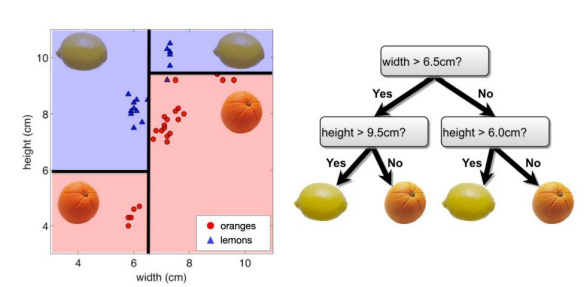 10
8
6
4
height (cm)
4
6
8
10
width (cm)
oranges
lemons
width > 6.5cm?
Yes
No
height > 9.5cm?
height > 6.0cm?
Yes
No
Yes
No